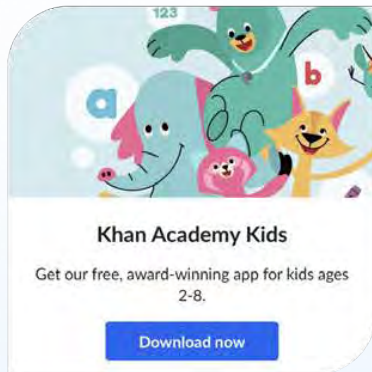 123
a
b
Khan Academy Kids
Get our free, award-winning app for kids ages
2-8.
Download now